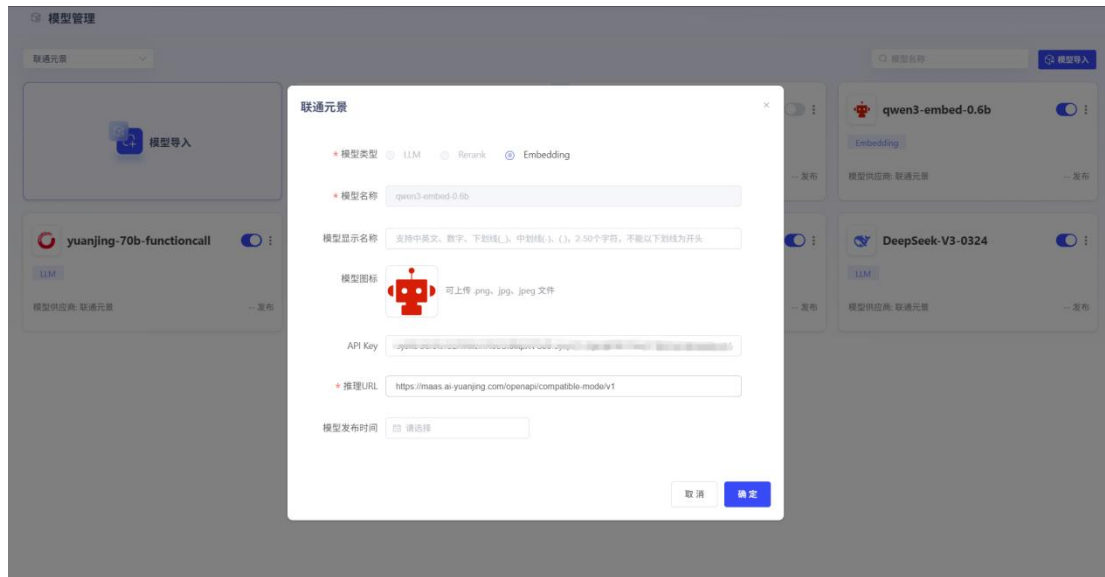 模型管理
联通元景
模型名称
模型导入
模型导入
联通元景
* 模型类型 LLM Rerank Embedding
* 模型名称 qwen3-embed-0.6b
模型显示名称 支持中英文、数字、下划线(_)、中划线(-)、(.)，2-50个字符，不能以下划线为开头
模型图标 可上传 .png、jpg、jpeg 文件
API Key
* 推理URL https://maas.ai-yuanjing.com/openapi/compatible-mode/v1
模型发布时间 请选择
取消 确定
-- 发布
qwen3-embed-0.6b
Embedding
模型供应商: 联通元景 -- 发布
yuanjing-70b-functioncall
LLM
模型供应商: 联通元景 -- 发布
-- 发布
DeepSeek-V3-0324
LLM
模型供应商: 联通元景 -- 发布